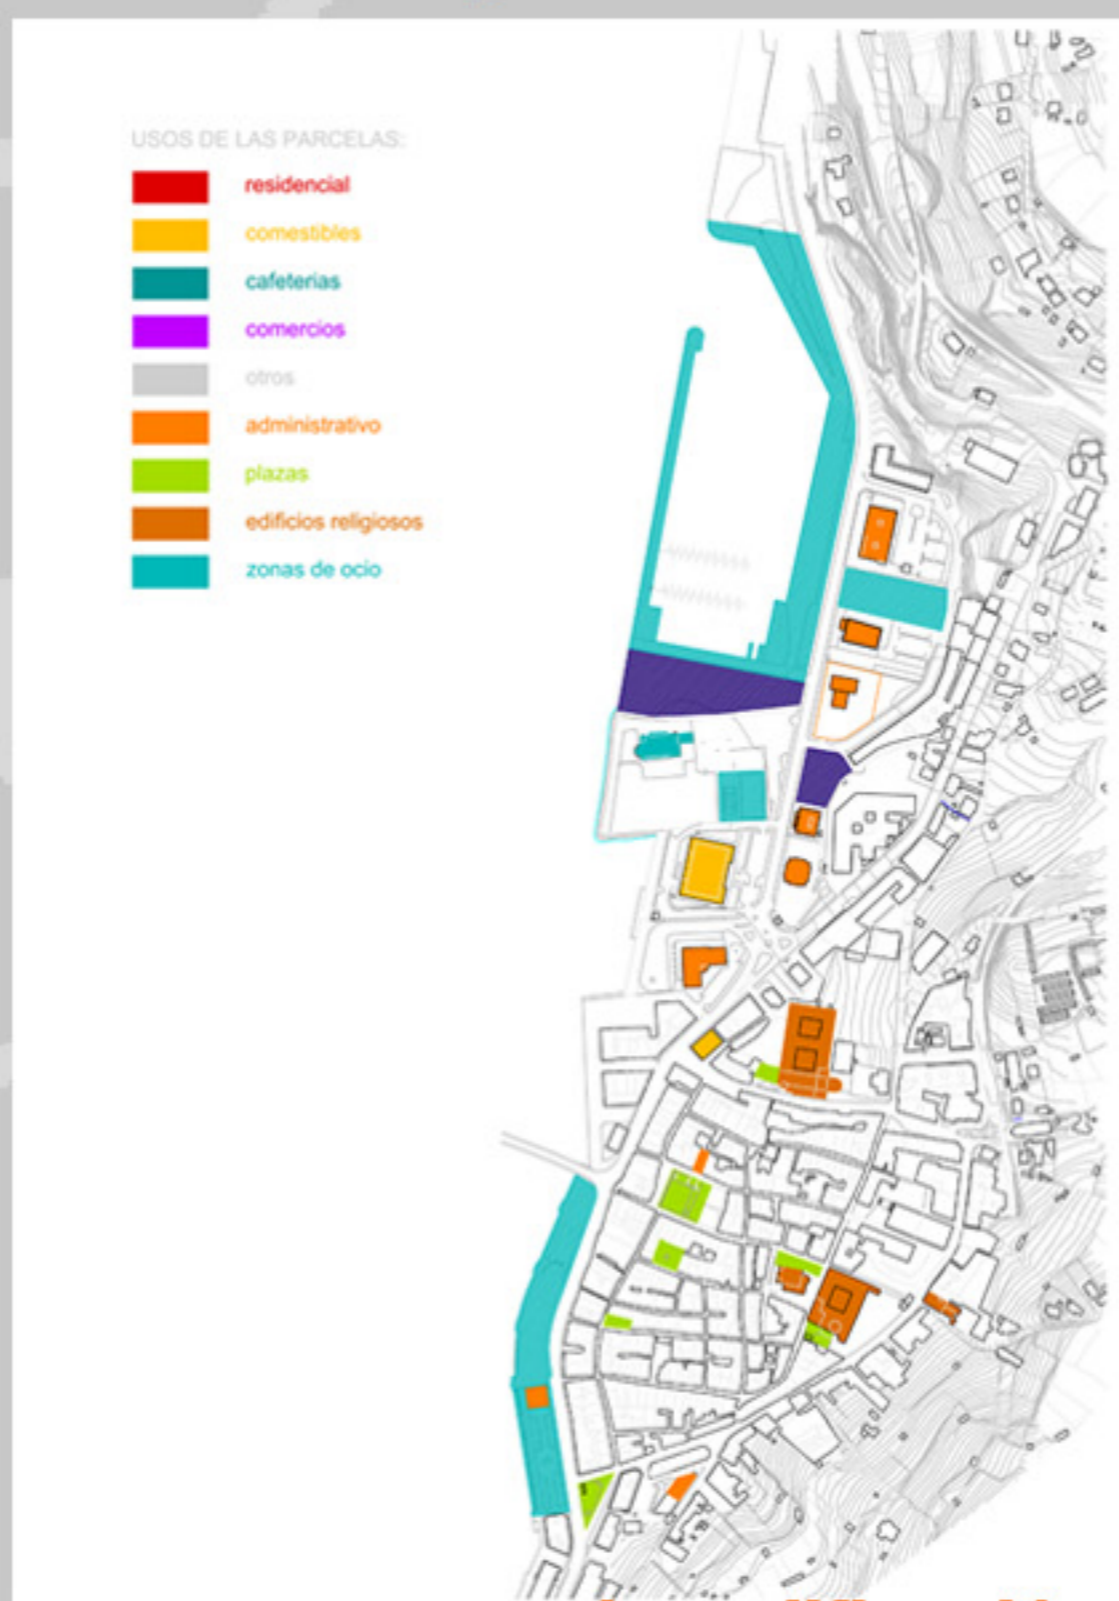 USOS DE LAS PARCELAS:
residencial
comestibles
cafeterias
comercios
otros
administrativo
plazas
edificios religiosos
zonas de ocio